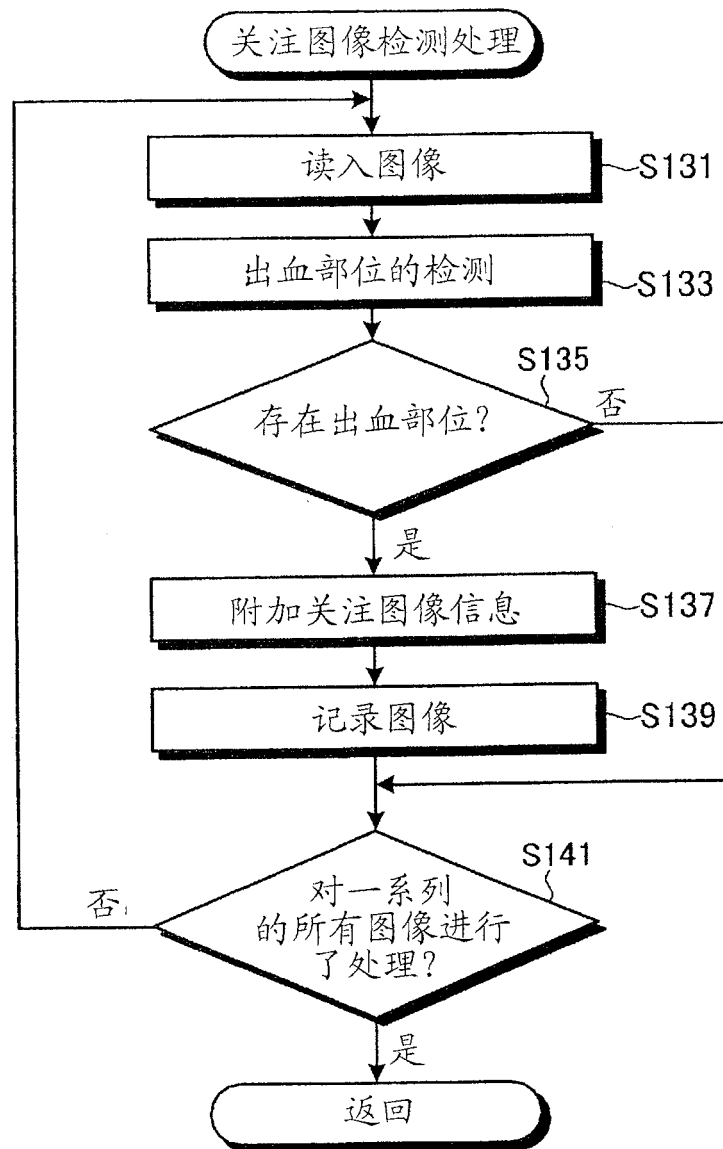 关注图像检测处理
读入图像
S131
出血部位的检测
S133
S135
存在出血部位?
否
是
附加关注图像信息
S137
记录图像
S139
S141
对一系列
的所有图像进行
了处理?
否
是
返回